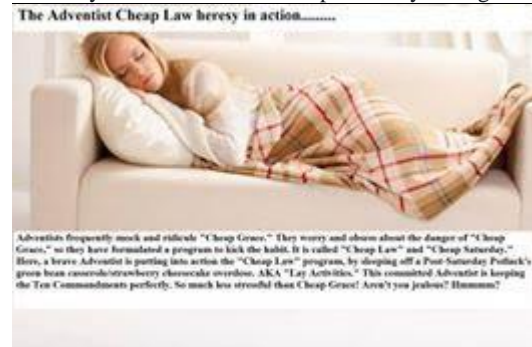 The Adventist Cheap Law heresy in action.........
Adventists frequently mock and ridicule "Cheap Grace." They worry and obsess about the danger of "Cheap
Grace," so they have formulated a program to kick the habit. It is called "Cheap Law" and "Cheap Saturday."
Here, a brave Adventist is putting into action the "Cheap Law" program, by sleeping off a Post-Saturday Potluck's
green bean casserole/strawberry cheesecake overdose. AKA "Lay Activities." This committed Adventist is keeping
the Ten Commandments perfectly. So much less stressful than Cheap Grace! Aren't you jealous? Hmmmm?